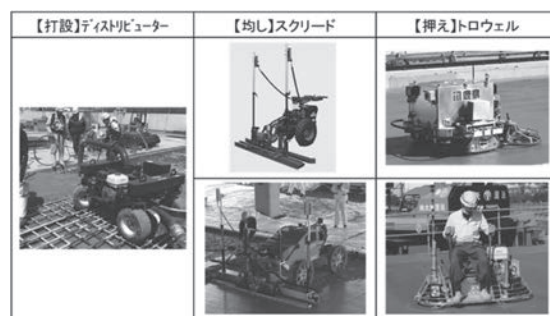 【打設】ディストリビューター
【均し】スクリード
【押え】トロウェル